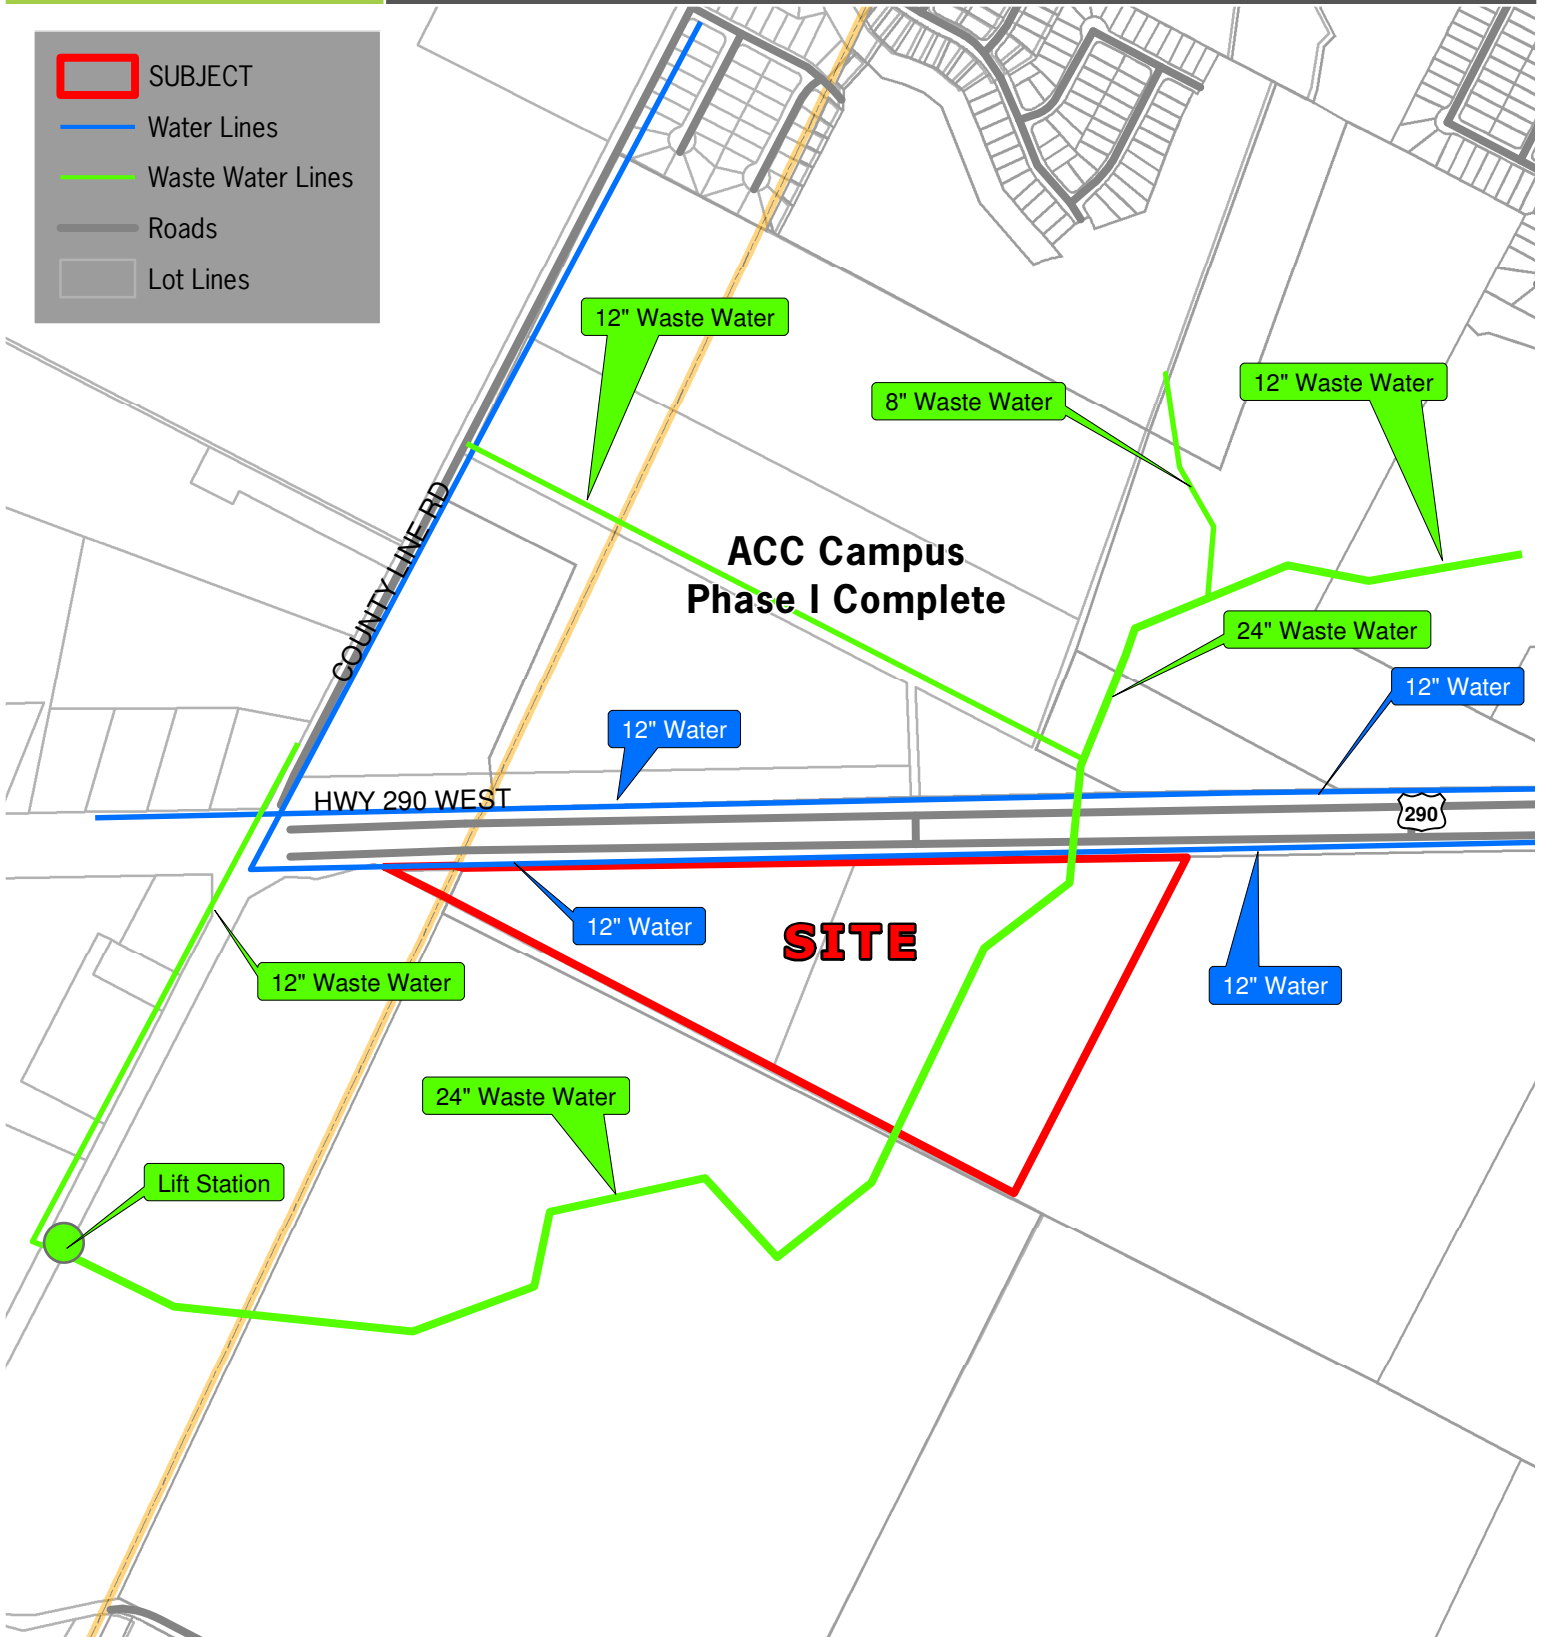 SUBJECT
Water Lines
Waste Water Lines
Roads
Lot Lines
12" Waste Water
8" Waste Water
12" Waste Water
COUNTY LINE RD
ACC Campus
Phase I Complete
24" Waste Water
12" Water
12" Water
HWY 290 WEST
290
12" Water
SITE
12" Waste Water
12" Water
24" Waste Water
Lift Station